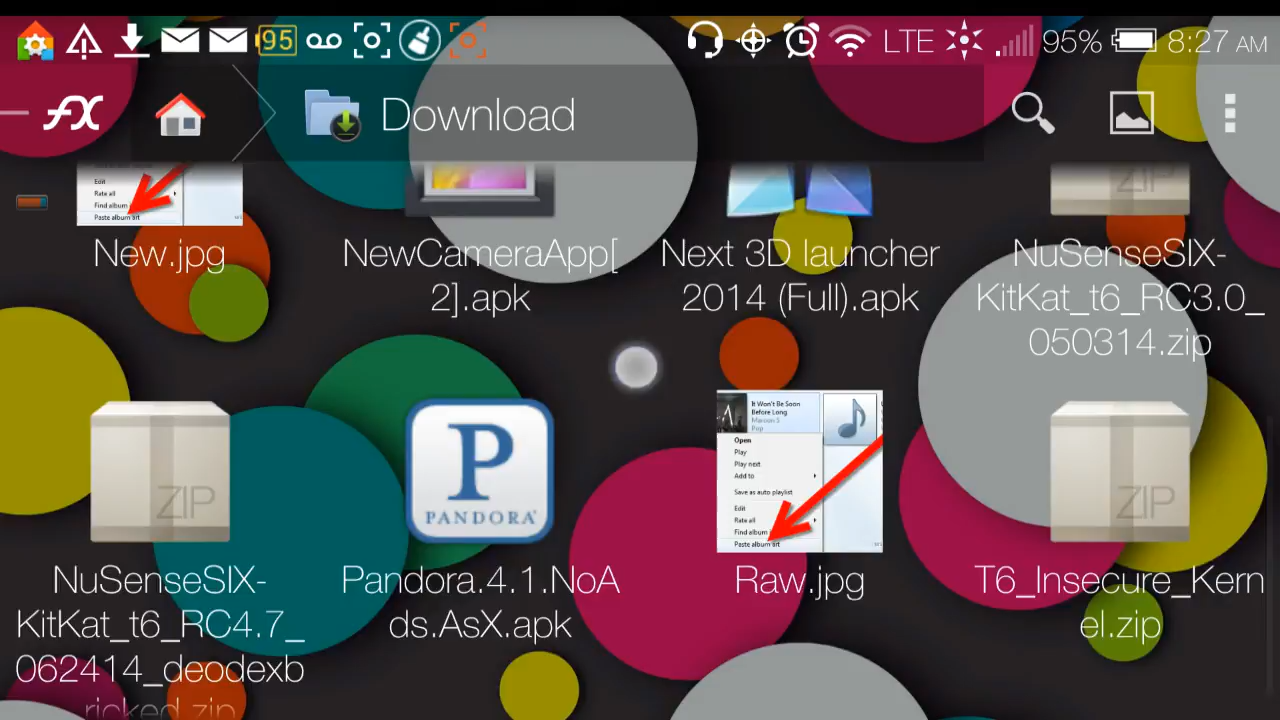 95 LTE 95% 8:27 AM
FX Download
Edit
Rate all
Find album
Paste album art
ZIP
New.jpg
NewCameraApp[
2].apk
Next 3D launcher
2014 (Full).apk
NuSenseSIX-
KitKat_t6_RC3.0_
050314.zip
ZIP
P
PANDORA
It Won't Be Soon
Before Long
Maroon 5
Pop
Open
Play
Play next
Add to
Save as auto playlist
Edit
Rate all
Find album
Paste album art
ZIP
NuSenseSIX-
KitKat_t6_RC4.7_
062414_deodexb
ricked.zip
Pandora.4.1.NoA
ds.AsX.apk
Raw.jpg
T6_Insecure_Kern
el.zip